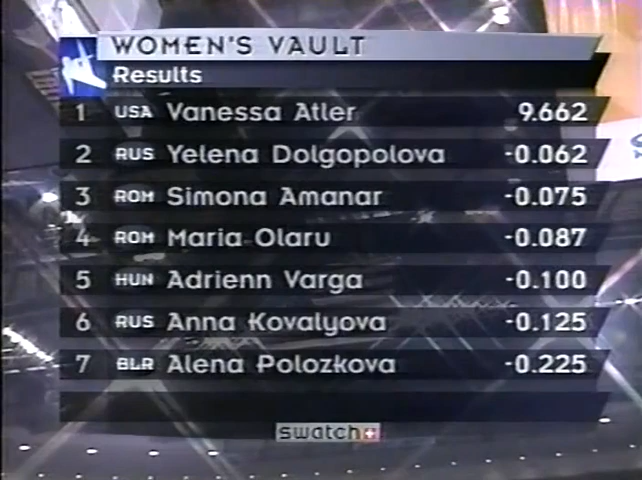 WOMEN'S VAULT
Results
1 USA Vanessa Atler 9.662
2 RUS Yelena Dolgopolova -0.062
3 ROM Simona Amanar -0.075
4 ROM Maria Olaru -0.087
5 HUN Adrienn Varga -0.100
6 RUS Anna Kovalyova -0.125
7 BLR Alena Polozkova -0.225
swatch